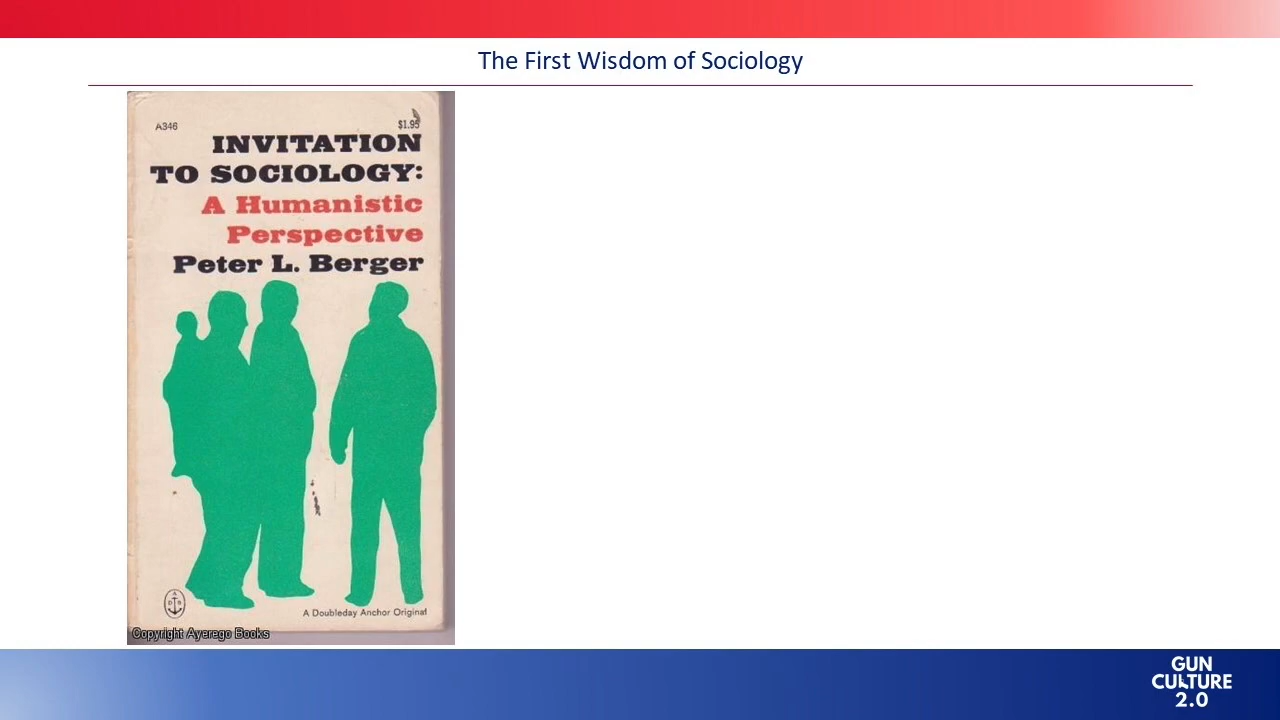 The First Wisdom of Sociology
A346
$1.95
INVITATION
TO SOCIOLOGY:
A Humanistic
Perspective
Peter L. Berger
A Doubleday Anchor Original
Copyright Ayerego Books
GUN
CULTURE
2.0